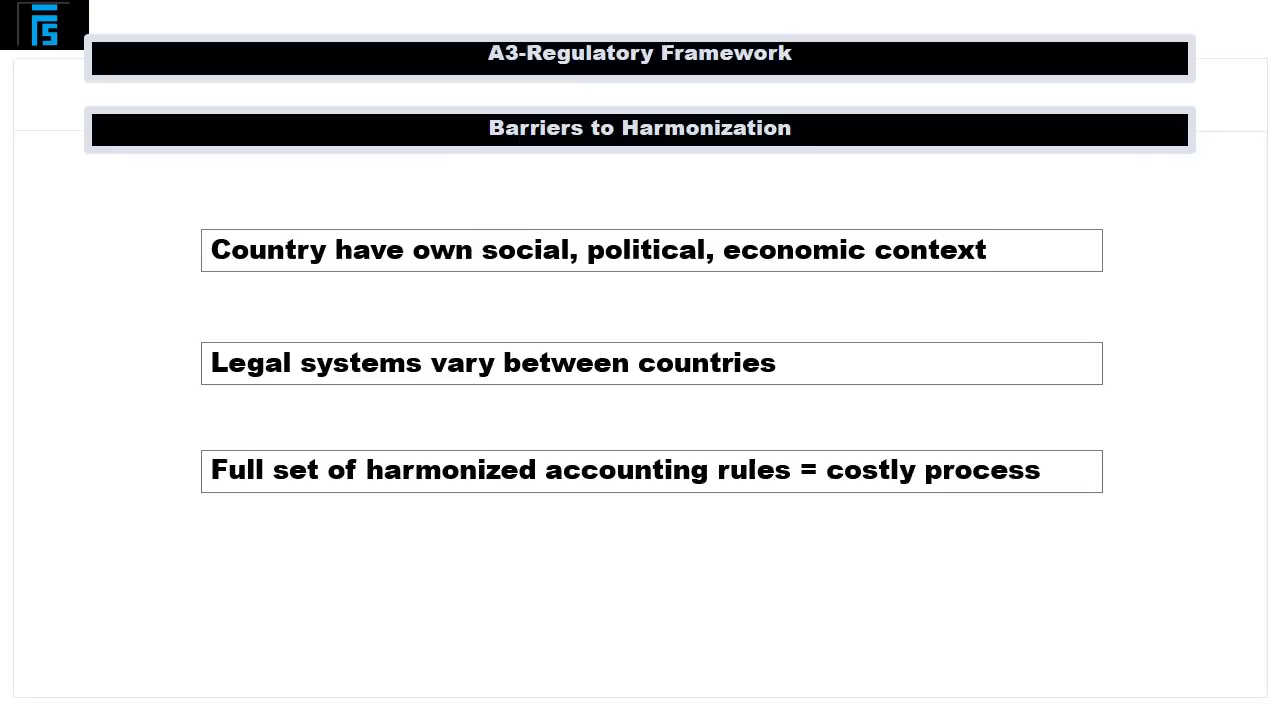 A3-Regulatory Framework
Barriers to Harmonization
Country have own social, political, economic context
Legal systems vary between countries
Full set of harmonized accounting rules = costly process